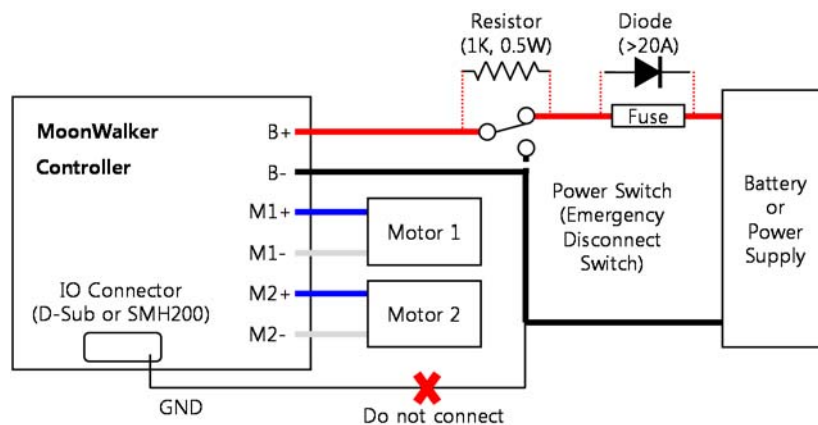 Resistor
(1K, 0.5W)
Diode
(>20A)
MoonWalker
Controller
B+
B-
M1+
M1-
M2+
M2-
Fuse
Motor 1
Motor 2
Power Switch
(Emergency
Disconnect
Switch)
Battery
or
Power
Supply
IO Connector
(D-Sub or SMH200)
GND
Do not connect